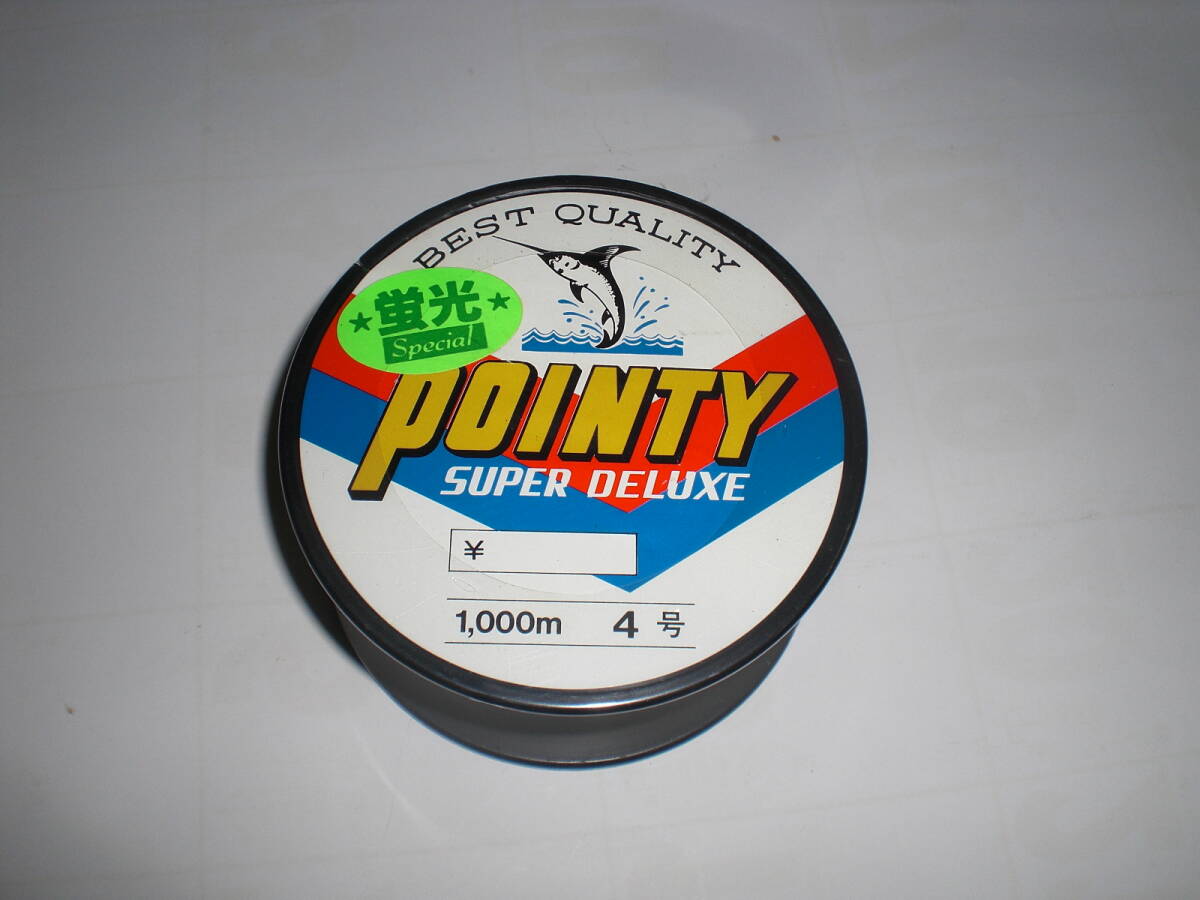 BEST QUALITY
★蛍光★
Special
POINTY
SUPER DELUXE
¥
1,000m 4 号